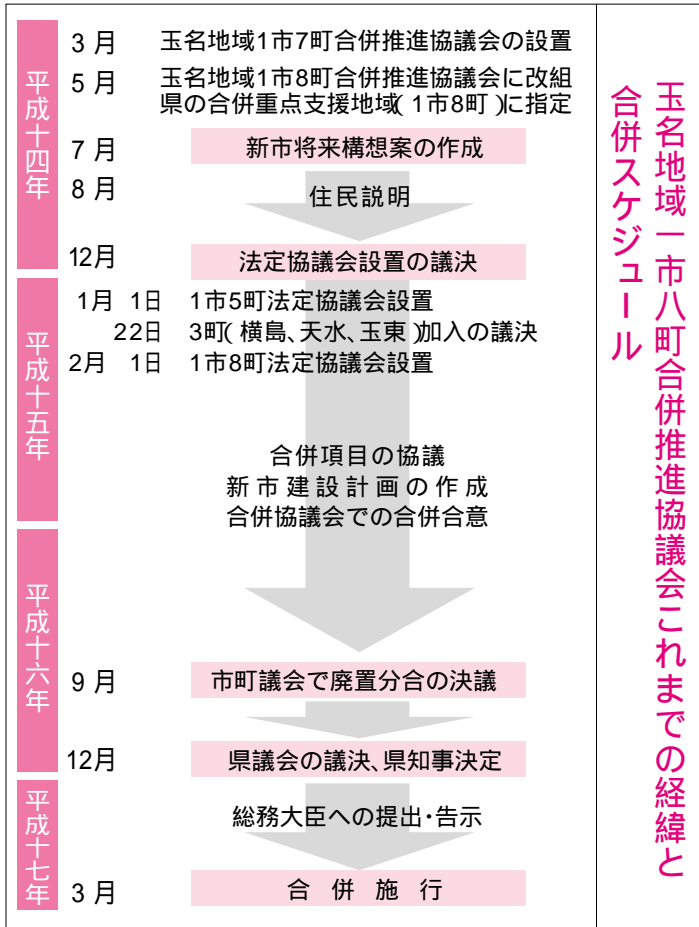 玉名地域一市八町合併推進協議会これまでの経緯と
合併スケジュール
平成十四年
3月 玉名地域1市7町合併推進協議会の設置
5月 玉名地域1市8町合併推進協議会に改組
県の合併重点支援地域(1市8町)に指定
7月 新市将来構想案の作成
8月 住民説明
12月 法定協議会設置の議決
平成十五年
1月 1日 1市5町法定協議会設置
22日 3町(横島、天水、玉東)加入の議決
2月 1日 1市8町法定協議会設置
合併項目の協議
新市建設計画の作成
合併協議会での合併合意
平成十六年
9月 市町議会で廃置分合の決議
12月 県議会の議決、県知事決定
平成十七年
総務大臣への提出・告示
3月 合併施行